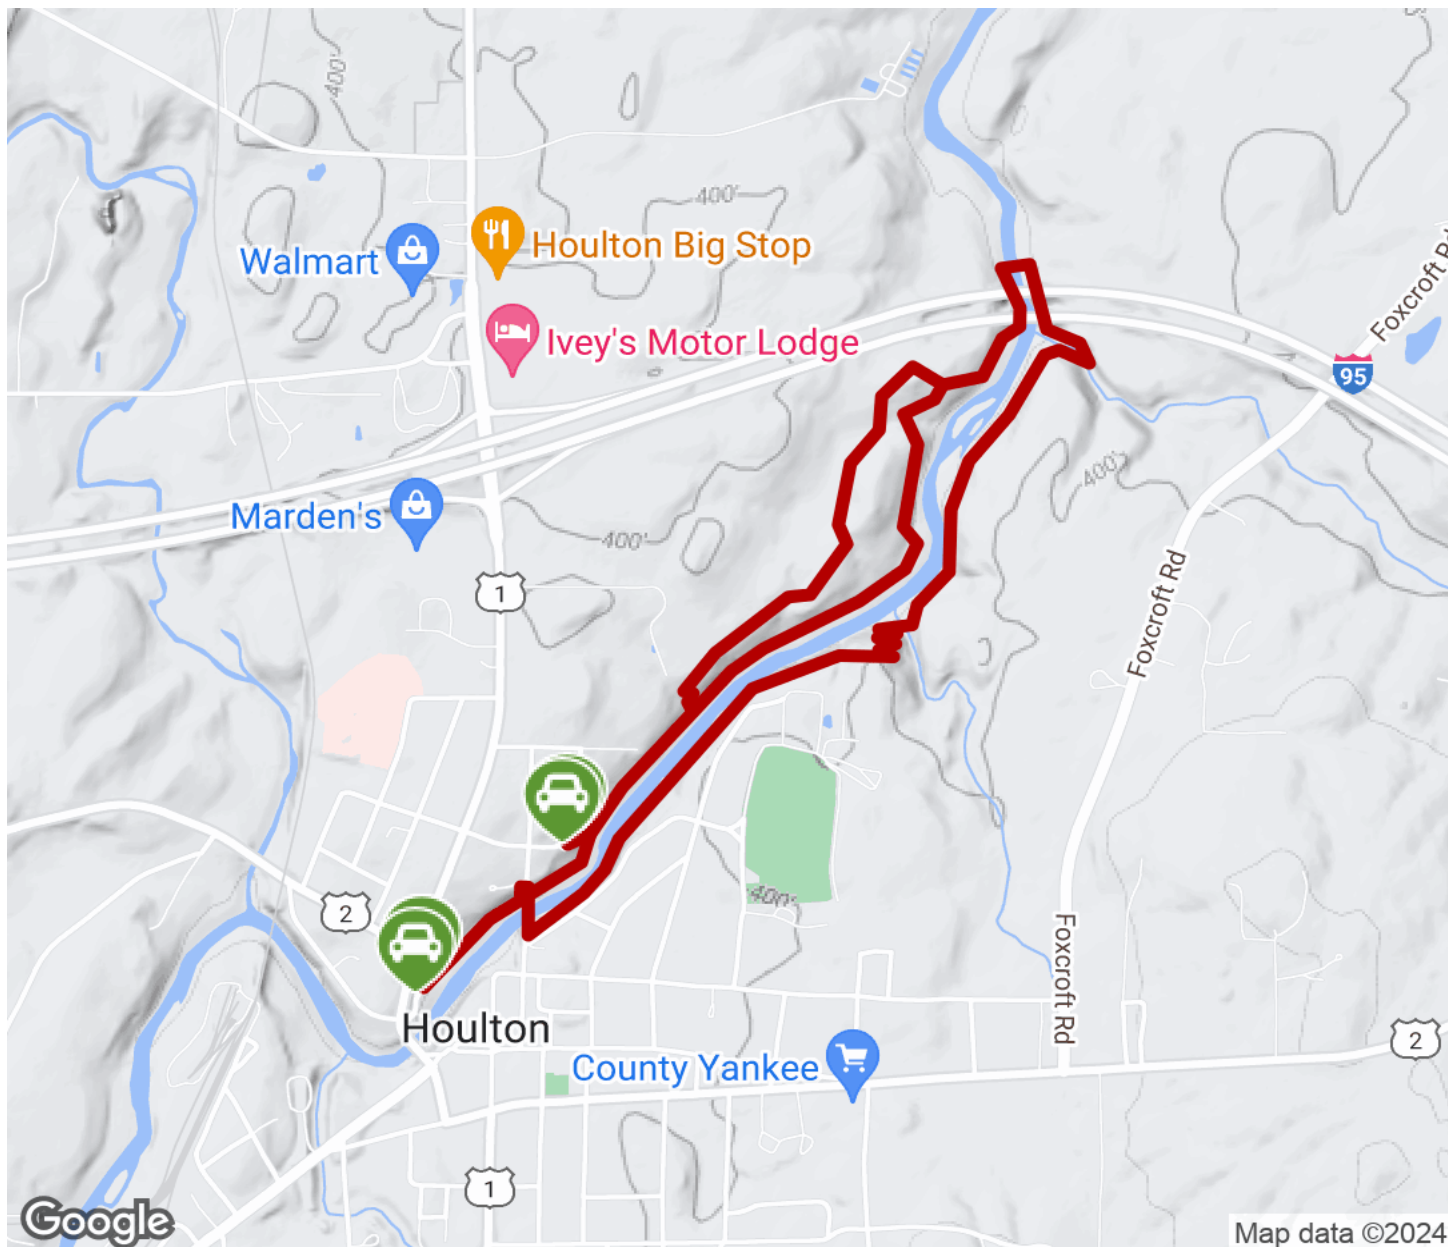 400'
400'
Houlton Big Stop
Walmart
Foxcroft Rd
Ivey's Motor Lodge
95
400'
Marden's
400'
1
Foxcroft Rd
400'
2
Foxcroft Rd
Houlton
2
County Yankee
1
Google
Map data ©2024